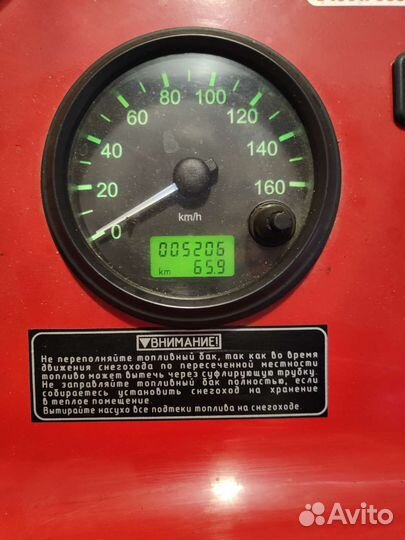 0
20
40
60
80
100
120
140
160
km/h
005206
km 65.9
ВНИМАНИЕ!
Не переполняйте топливный бак, так как во время
движения снегохода по пересеченной местности
топливо может вытечь через суфлирующую трубку.
Не заправляйте топливный бак полностью, если
собираетесь установить снегоход на хранение
в теплое помещение.
Вытирайте насухо все подтеки топлива на снегоходе.
Avito